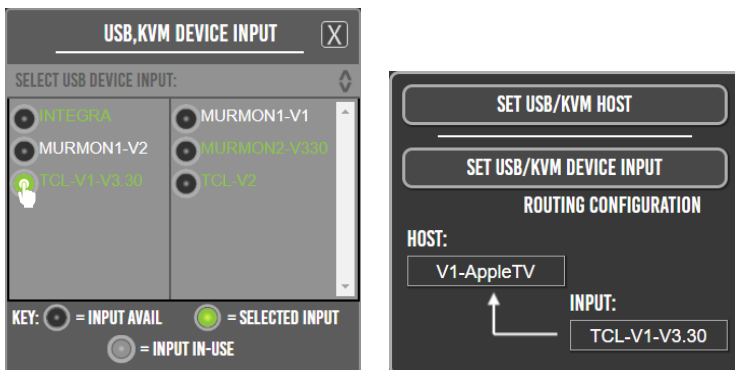 USB,KVM DEVICE INPUT X
SELECT USB DEVICE INPUT:
INTEGRA MURMON1-V1
MURMON1-V2 MURMON2-V330
TCL-V1-V3.30 TCL-V2
KEY: = INPUT AVAIL = SELECTED INPUT
= INPUT IN-USE
SET USB/KVM HOST
SET USB/KVM DEVICE INPUT
ROUTING CONFIGURATION
HOST:
V1-AppleTV
INPUT:
TCL-V1-V3.30